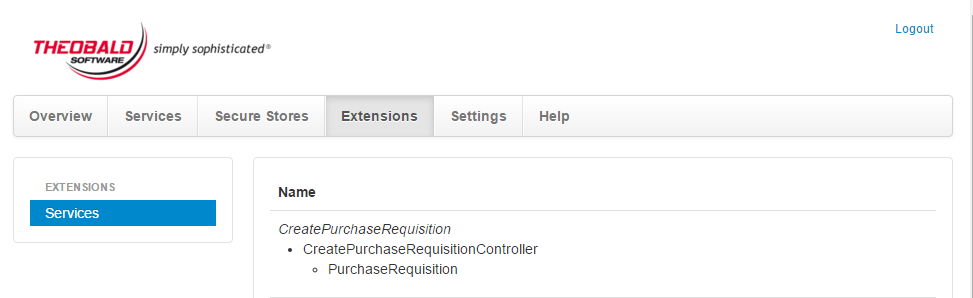 Logout
THEOBALD
SOFTWARE
simply sophisticated®
Overview Services Secure Stores Extensions Settings Help
EXTENSIONS
Services
Name
CreatePurchaseRequisition
CreatePurchaseRequisitionController
PurchaseRequisition